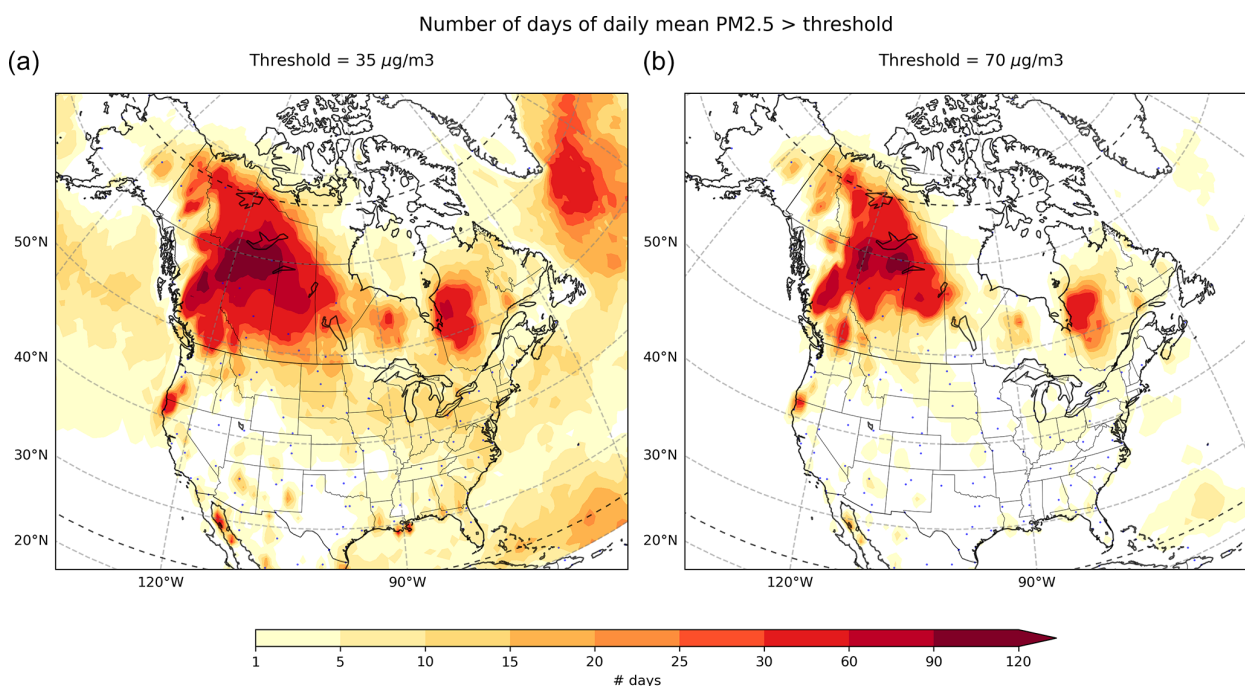 Number of days of daily mean PM2.5 > threshold
(a)
Threshold = 35 μg/m3
(b)
Threshold = 70 μg/m3
50°N
40°N
30°N
20°N
120°W
90°W
50°N
40°N
30°N
20°N
120°W
90°W
1 5 10 15 20 25 30 60 90 120
# days